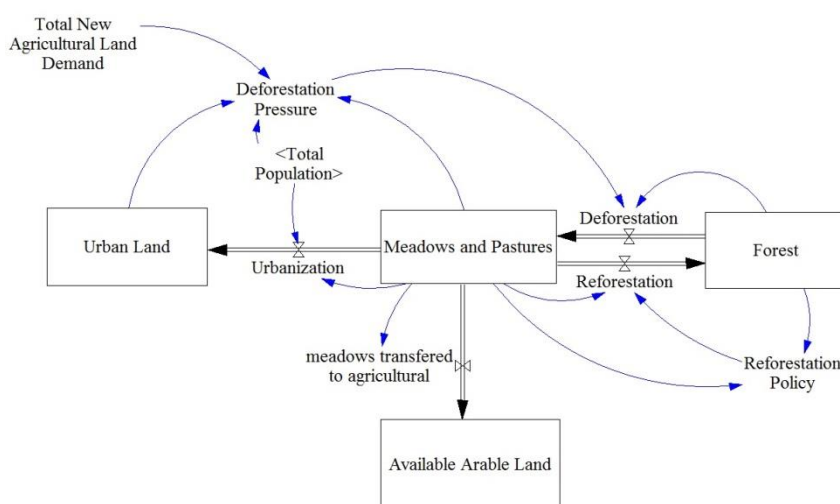 Total New
Agricultural Land
Demand
Deforestation
Pressure
<Total
Population>
Urban Land
Urbanization
Meadows and Pastures
Deforestation
Reforestation
Forest
meadows transfered
to agricultural
Reforestation
Policy
Available Arable Land